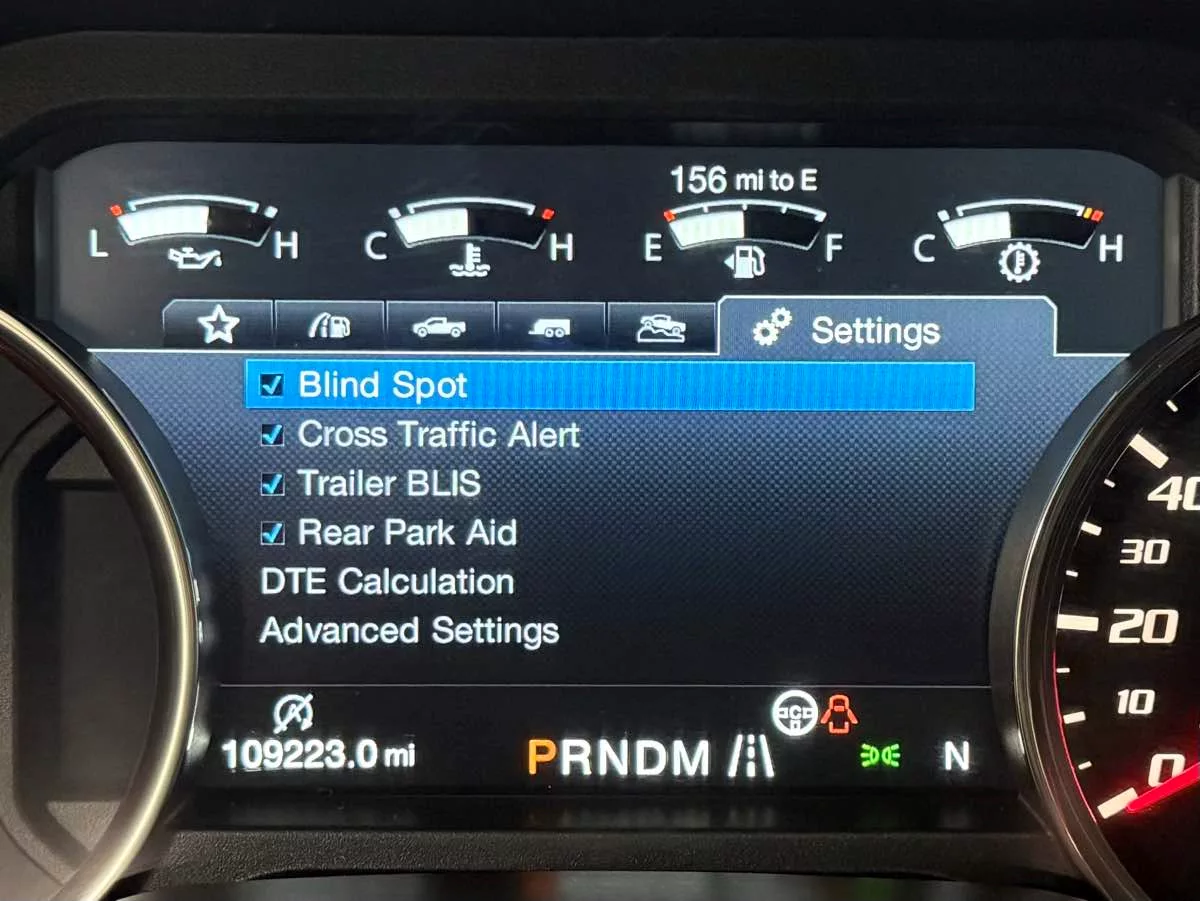 156 mi to E
L H C H E F C H
Settings
Blind Spot
Cross Traffic Alert
Trailer BLIS
Rear Park Aid
DTE Calculation
Advanced Settings
A C
109223.0 mi
PRNDM
N
40
30
20
10
0